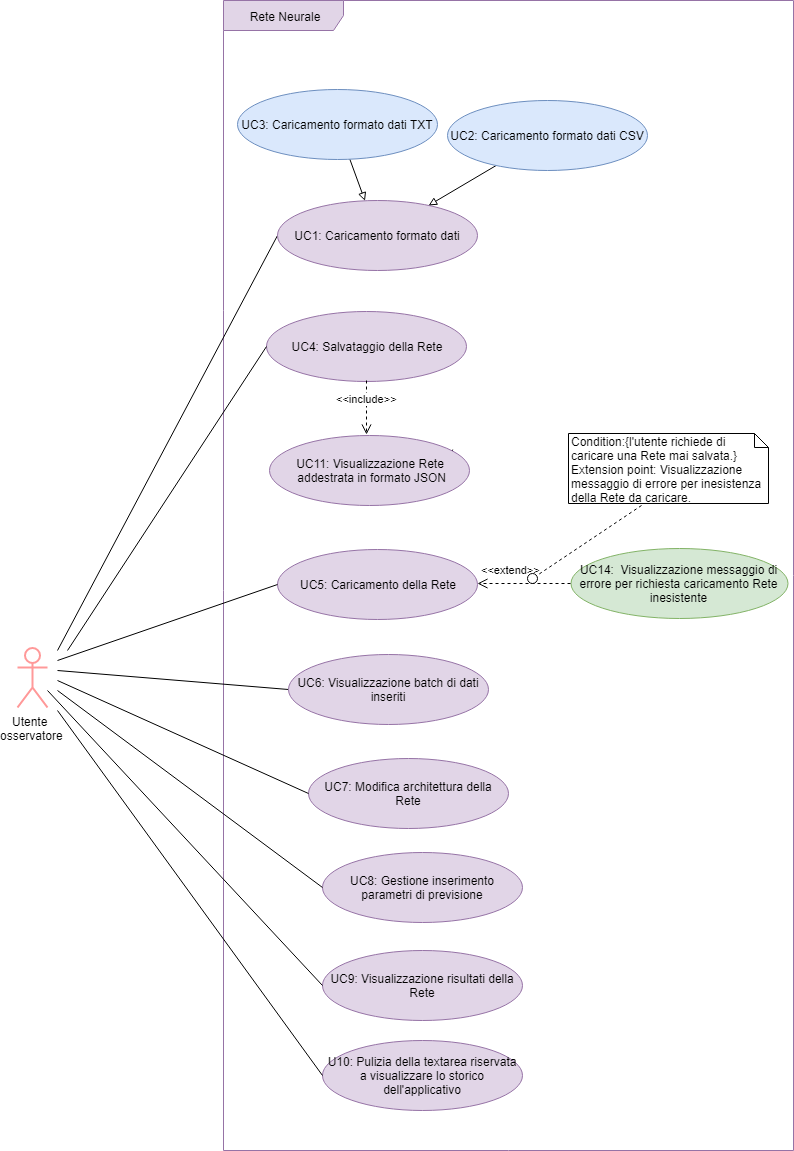 Rete Neurale
UC3: Caricamento formato dati TXT
UC2: Caricamento formato dati CSV
UC1: Caricamento formato dati
UC4: Salvataggio della Rete
<<include>>
UC11: Visualizzazione Rete
addestrata in formato JSON
Condition:{l'utente richiede di
caricare una Rete mai salvata.}
Extension point: Visualizzazione
messaggio di errore per inesistenza
della Rete da caricare.
<<extend>>
UC5: Caricamento della Rete
UC14:  Visualizzazione messaggio di
errore per richiesta caricamento Rete
inesistente
UC6: Visualizzazione batch di dati
inseriti
Utente
osservatore
UC7: Modifica architettura della
Rete
UC8: Gestione inserimento
parametri di previsione
UC9: Visualizzazione risultati della
Rete
U10: Pulizia della textarea riservata
a visualizzare lo storico
dell'applicativo